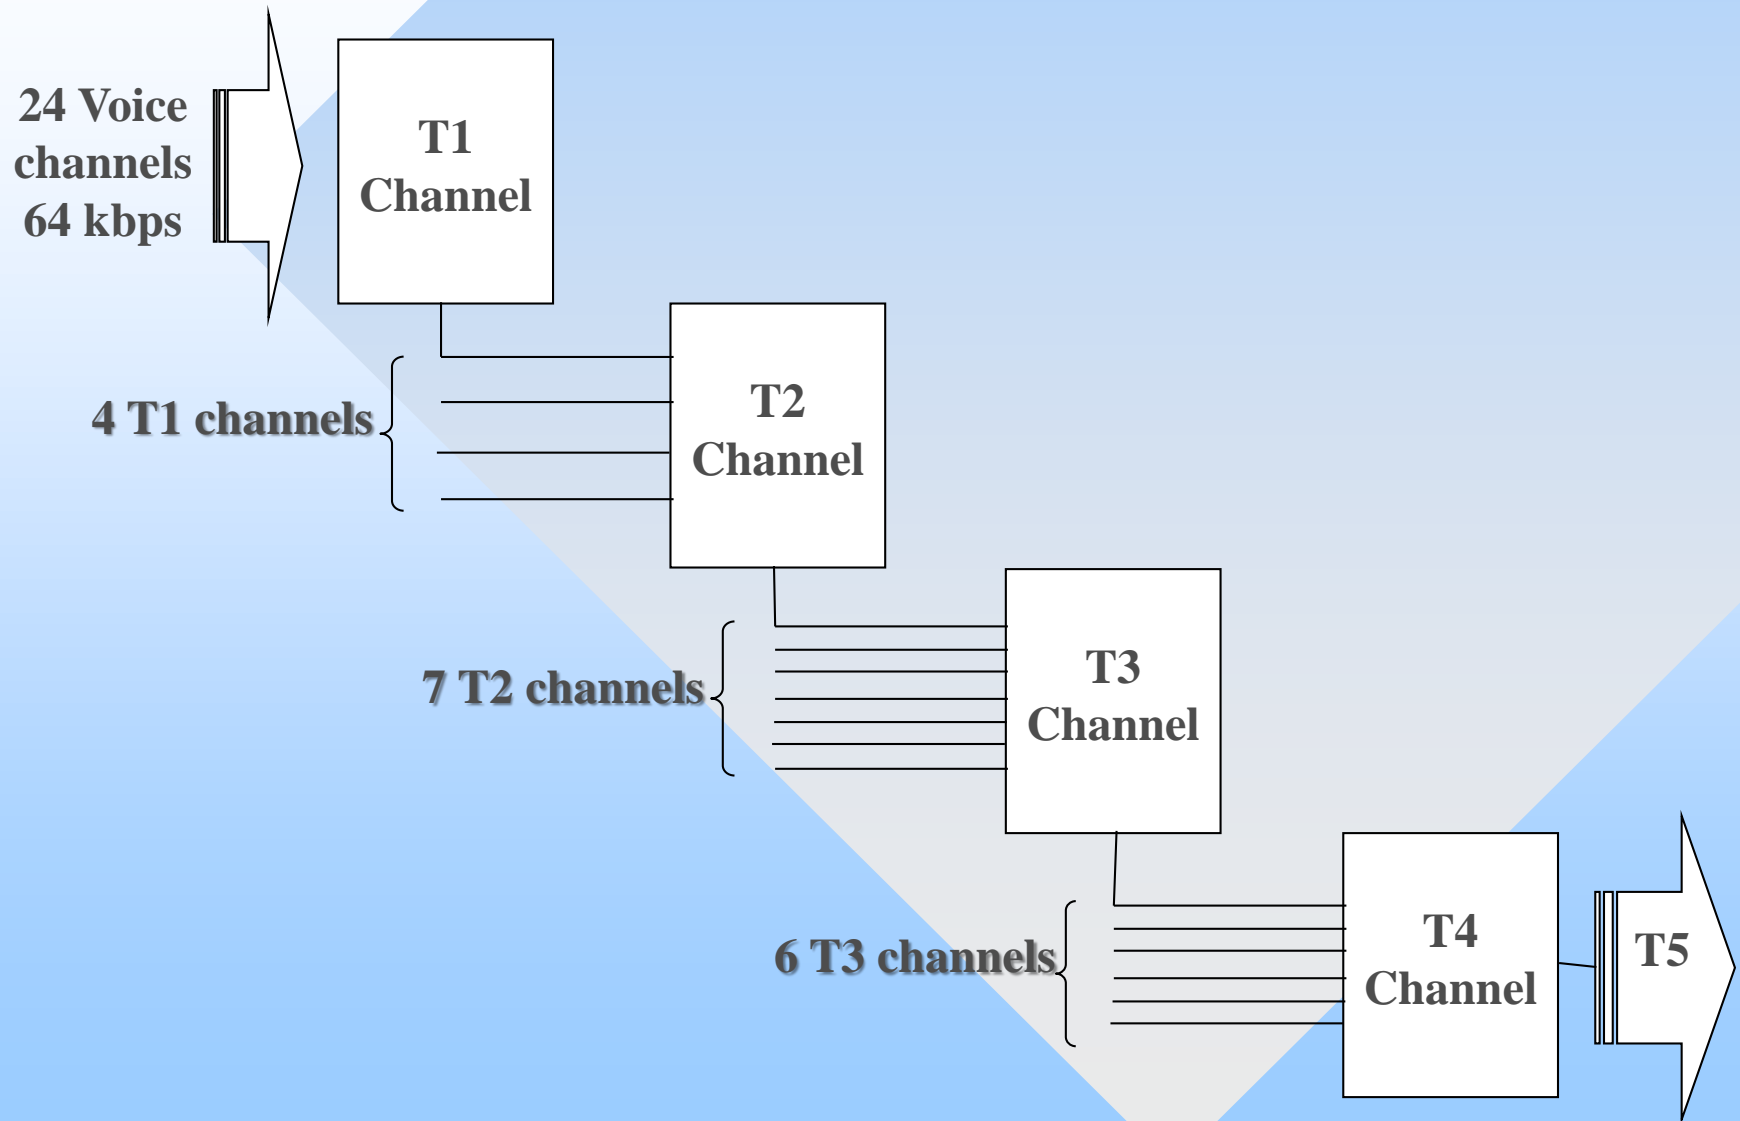 24 Voice
channels
64 kbps
T1
Channel
4 T1 channels
T2
Channel
7 T2 channels
T3
Channel
6 T3 channels
T4
Channel
T5